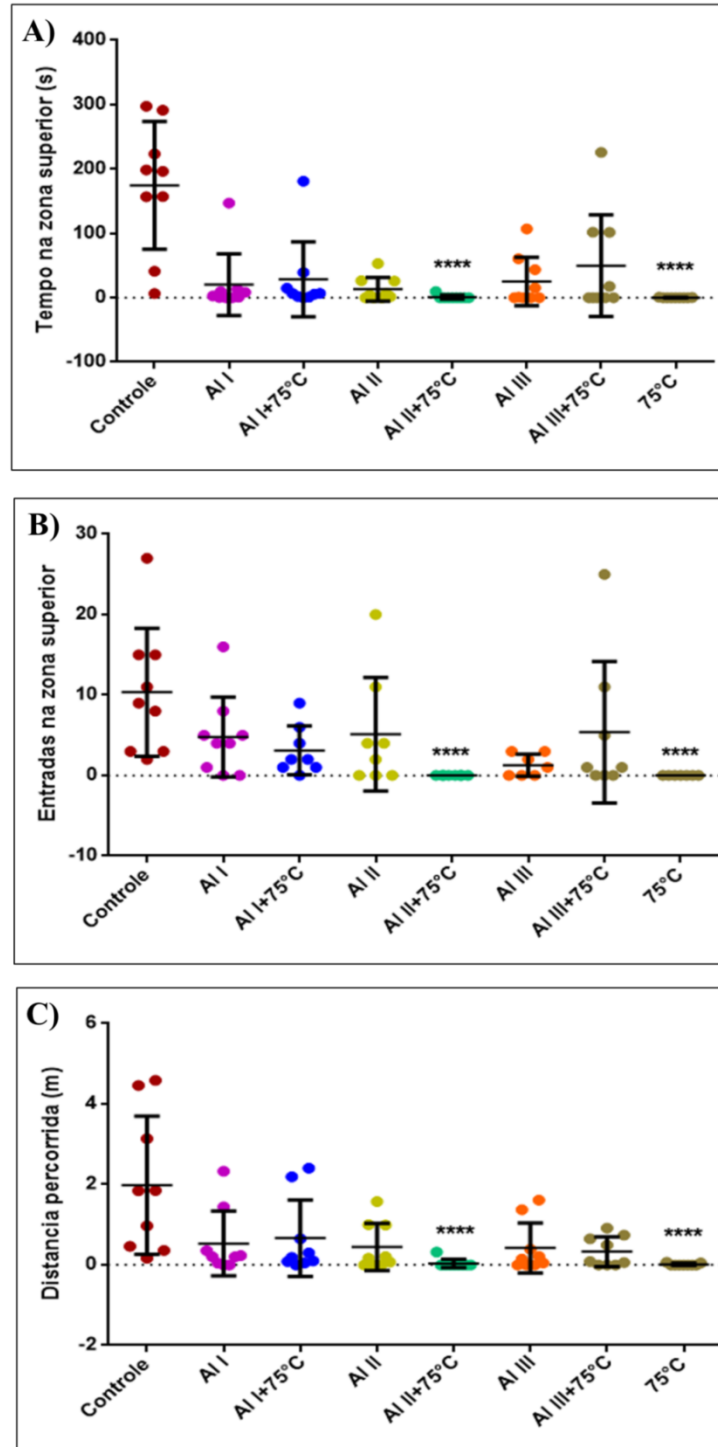 A)
Tempo na zona superior (s)
400
300
200
100
0
-100
****
****
Controle
Al I
Al I+75°C
Al II
Al II+75°C
Al III
Al III+75°C
75°C
B)
Entradas na zona superior
30
20
10
0
-10
****
****
Controle
Al I
Al I+75°C
Al II
Al II+75°C
Al III
Al III+75°C
75°C
C)
Distancia percorrida (m)
6
4
2
0
-2
****
****
Controle
Al I
Al I+75°C
Al II
Al II+75°C
Al III
Al III+75°C
75°C